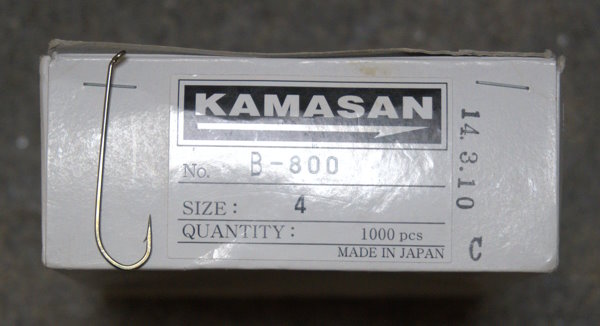 KAMASAN
No. B-800
SIZE: 4
QUANTITY: 1000 pcs
MADE IN JAPAN
14.3.10 C